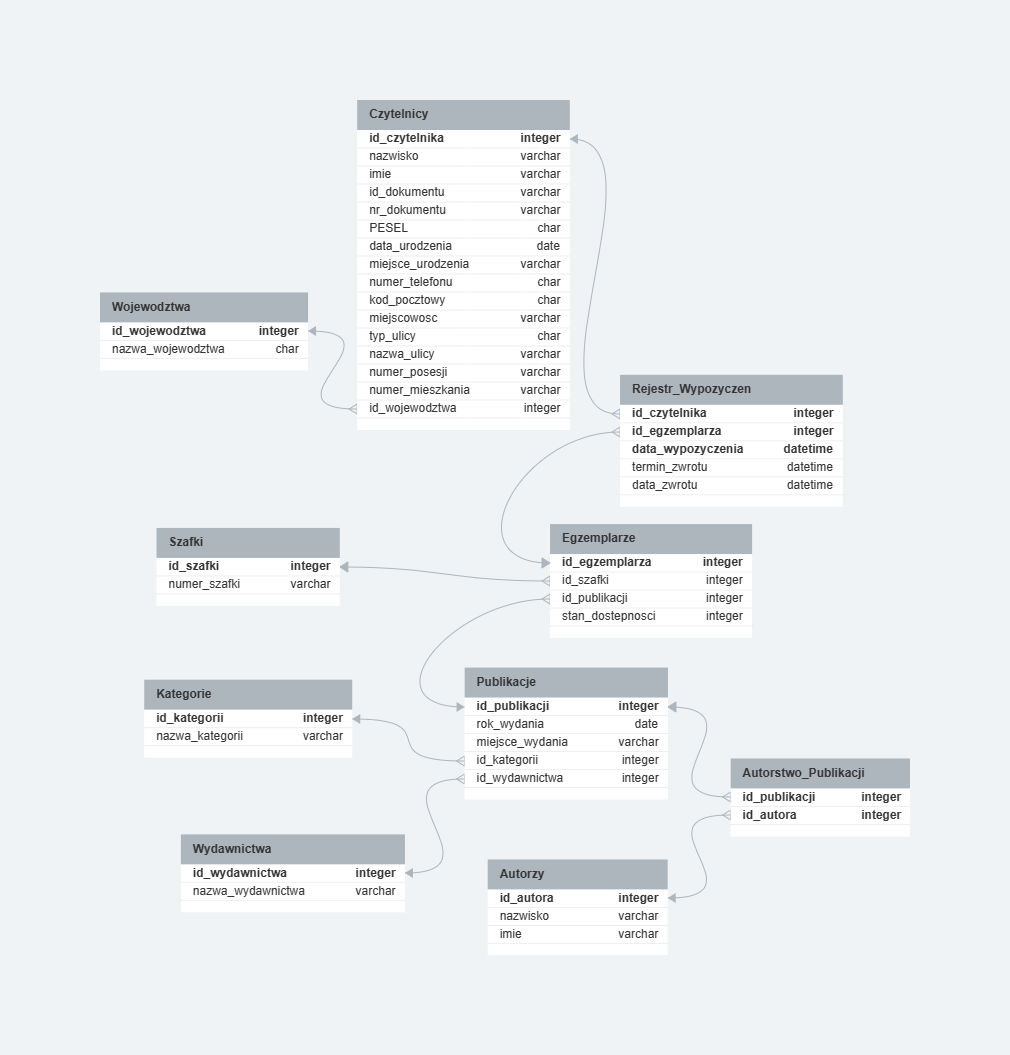 Czytelnicy
id_czytelnika integer
nazwisko varchar
imie varchar
id_dokumentu varchar
nr_dokumentu varchar
PESEL char
data_urodzenia date
miejsce_urodzenia varchar
numer_telefonu char
kod_pocztowy char
miejscowosc varchar
typ_ulicy char
nazwa_ulicy varchar
numer_posesji varchar
numer_mieszkania varchar
id_wojewodztwa integer
Wojewodztwa
id_wojewodztwa integer
nazwa_wojewodztwa char
Rejestr_Wypozyczen
id_czytelnika integer
id_egzemplarza integer
data_wypozyczenia datetime
termin_zwrotu datetime
data_zwrotu datetime
Szafki
id_szafki integer
numer_szafki varchar
Egzemplarze
id_egzemplarza integer
id_szafki integer
id_publikacji integer
stan_dostepnosci integer
Kategorie
id_kategorii integer
nazwa_kategorii varchar
Publikacje
id_publikacji integer
rok_wydania date
miejsce_wydania varchar
id_kategorii integer
id_wydawnictwa integer
Autorstwo_Publikacji
id_publikacji integer
id_autora integer
Wydawnictwa
id_wydawnictwa integer
nazwa_wydawnictwa varchar
Autorzy
id_autora integer
nazwisko varchar
imie varchar